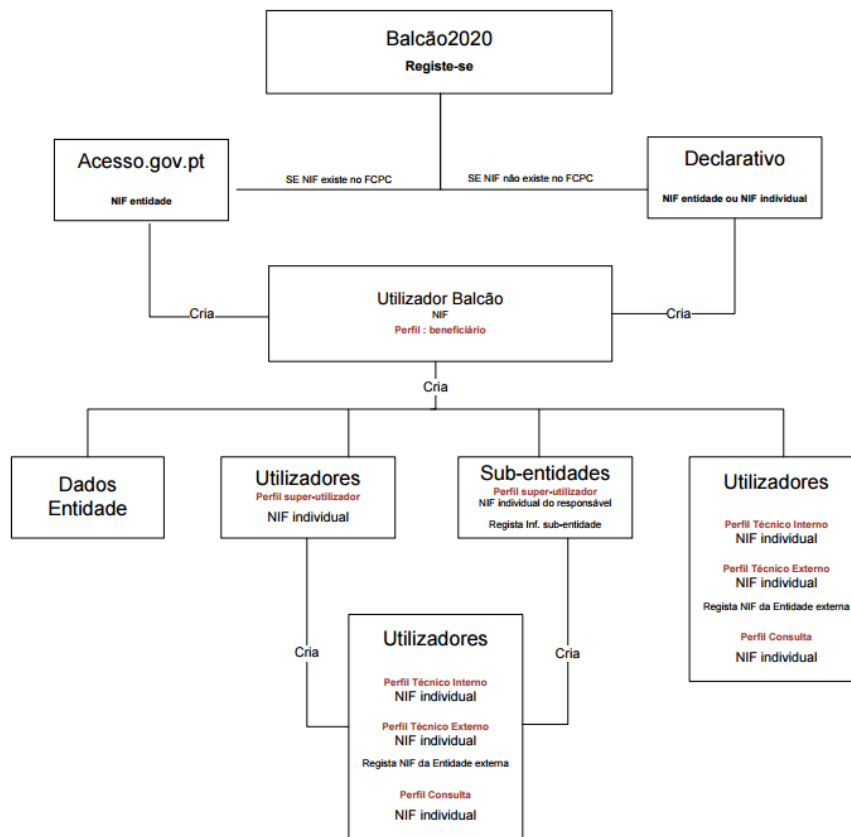 Balcão2020
Registe-se
Acesso.gov.pt
NIF entidade
SE NIF existe no FCPC
SE NIF não existe no FCPC
Declarativo
NIF entidade ou NIF individual
Cria
Utilizador Balcão
NIF
Perfil : beneficiário
Cria
Cria
Dados
Entidade
Utilizadores
Perfil super-utilizador
NIF individual
Sub-entidades
Perfil super-utilizador
NIF individual do responsável
Regista Inf. sub-entidade
Utilizadores
Perfil Técnico Interno
NIF individual
Perfil Técnico Externo
NIF individual
Regista NIF da Entidade externa
Perfil Consulta
NIF individual
Cria
Utilizadores
Perfil Técnico Interno
NIF individual
Perfil Técnico Externo
NIF individual
Regista NIF da Entidade externa
Perfil Consulta
NIF individual
Cria